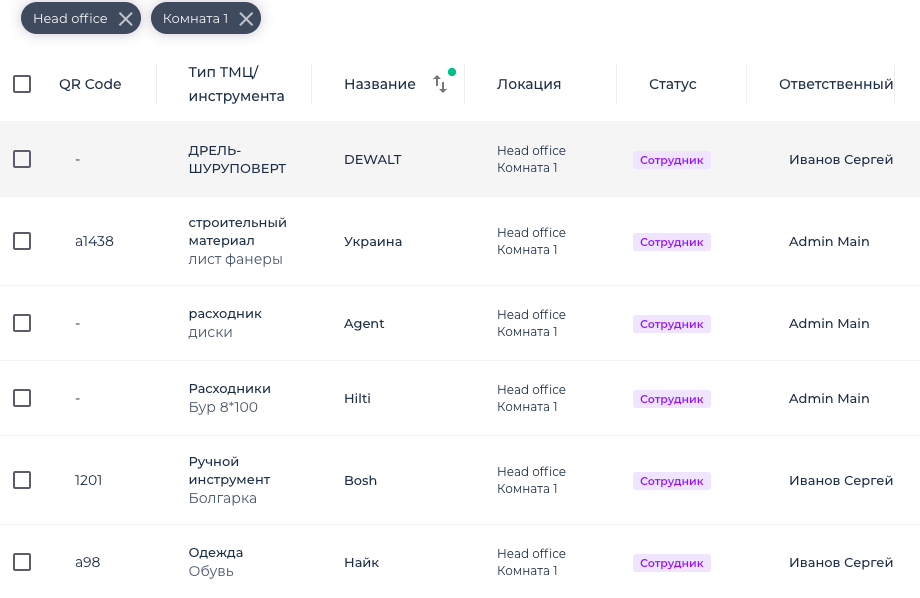 Head office
Комната 1
QR Code
Тип ТМЦ/
инструмента
Название
Локация
Статус
Ответственный
-
ДРЕЛЬ-
ШУРУПОВЕРТ
DEWALT
Head office
Комната 1
Сотрудник
Иванов Сергей
a1438
строительный
материал
лист фанеры
Украина
Head office
Комната 1
Сотрудник
Admin Main
-
расходник
диски
Agent
Head office
Комната 1
Сотрудник
Admin Main
-
Расходники
Бур 8*100
Hilti
Head office
Комната 1
Сотрудник
Admin Main
1201
Ручной
инструмент
Болгарка
Bosh
Head office
Комната 1
Сотрудник
Иванов Сергей
a98
Одежда
Обувь
Найк
Head office
Комната 1
Сотрудник
Иванов Сергей